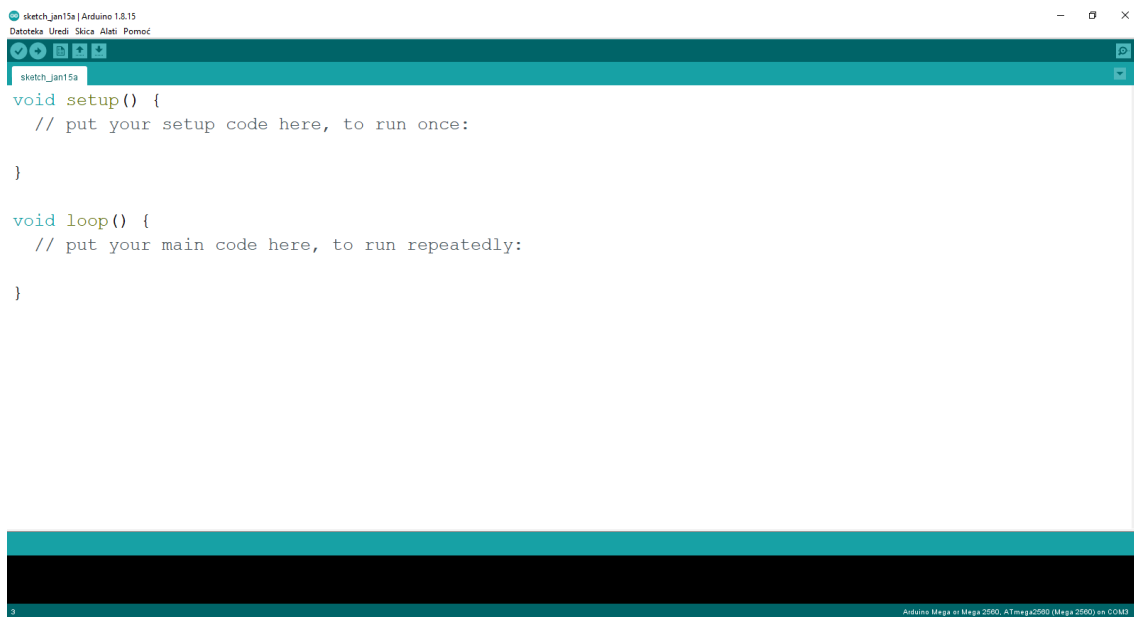 sketch_jan15a | Arduino 1.8.15
Datoteka Uredi Skica Alati Pomoć
sketch_jan15a
void setup() {
  // put your setup code here, to run once:
}
void loop() {
  // put your main code here, to run repeatedly:
}
3
Arduino Mega or Mega 2560, ATmega2560 (Mega 2560) on COM3